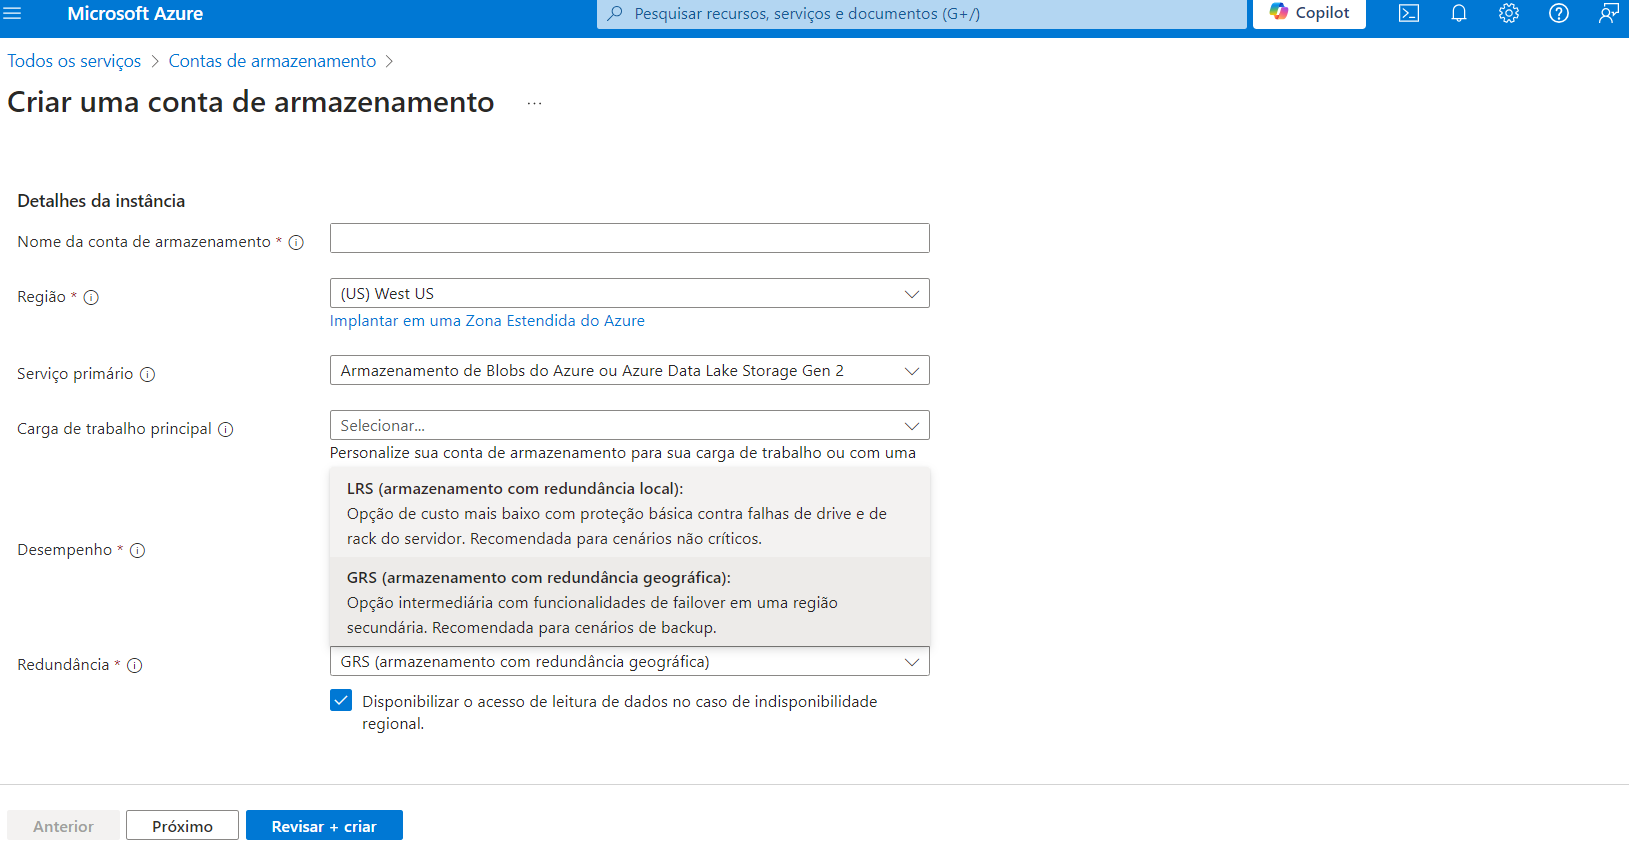 Microsoft Azure
Pesquisar recursos, serviços e documentos (G+/)
Copilot
Todos os serviços > Contas de armazenamento >
Criar uma conta de armazenamento ...
Detalhes da instância
Nome da conta de armazenamento *
Região *
(US) West US
Implantar em uma Zona Estendida do Azure
Serviço primário
Armazenamento de Blobs do Azure ou Azure Data Lake Storage Gen 2
Carga de trabalho principal
Selecionar...
Personalize sua conta de armazenamento para sua carga de trabalho ou com uma
LRS (armazenamento com redundância local):
Opção de custo mais baixo com proteção básica contra falhas de drive e de
rack do servidor. Recomendada para cenários não críticos.
Desempenho *
GRS (armazenamento com redundância geográfica):
Opção intermediária com funcionalidades de failover em uma região
secundária. Recomendada para cenários de backup.
Redundância *
GRS (armazenamento com redundância geográfica)
Disponibilizar o acesso de leitura de dados no caso de indisponibilidade
regional.
Anterior
Próximo
Revisar + criar